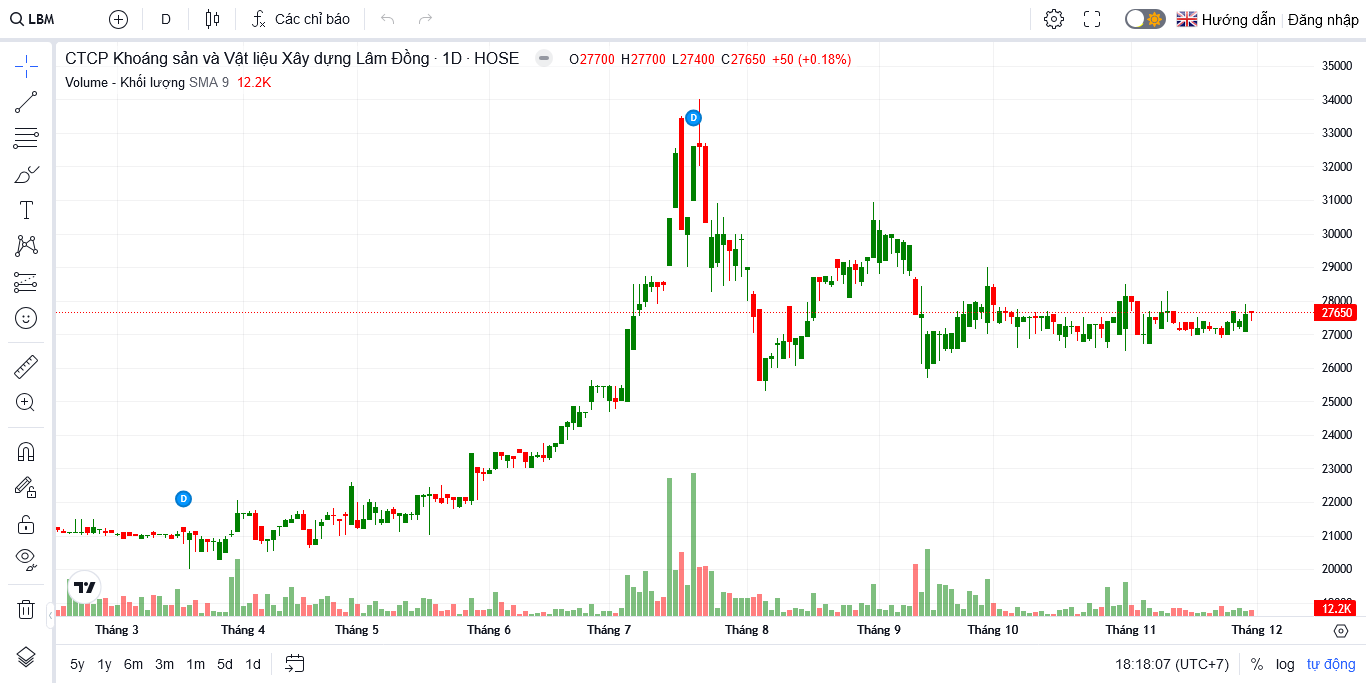 LBM D Các chỉ báo Hướng dẫn Đăng nhập
CTCP Khoáng sản và Vật liệu Xây dựng Lâm Đồng · 1D · HOSE O27700 H27700 L27400 C27650 +50 (+0.18%)
Volume - Khối lượng SMA 9 12.2K
35000
34000
D
33000
32000
31000
30000
29000
28000
27650
27000
26000
25000
24000
23000
D
22000
21000
20000
12.2K
Tháng 3 Tháng 4 Tháng 5 Tháng 6 Tháng 7 Tháng 8 Tháng 9 Tháng 10 Tháng 11 Tháng 12
5y 1y 6m 3m 1m 5d 1d 18:18:07 (UTC+7) % log tự động